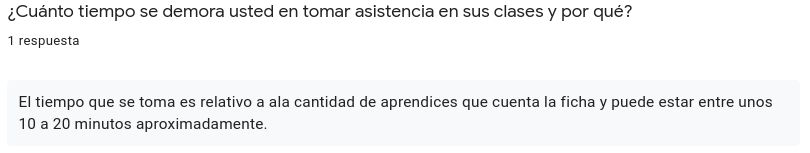 ¿Cuánto tiempo se demora usted en tomar asistencia en sus clases y por qué?
1 respuesta
El tiempo que se toma es relativo a ala cantidad de aprendices que cuenta la ficha y puede estar entre unos
10 a 20 minutos aproximadamente.